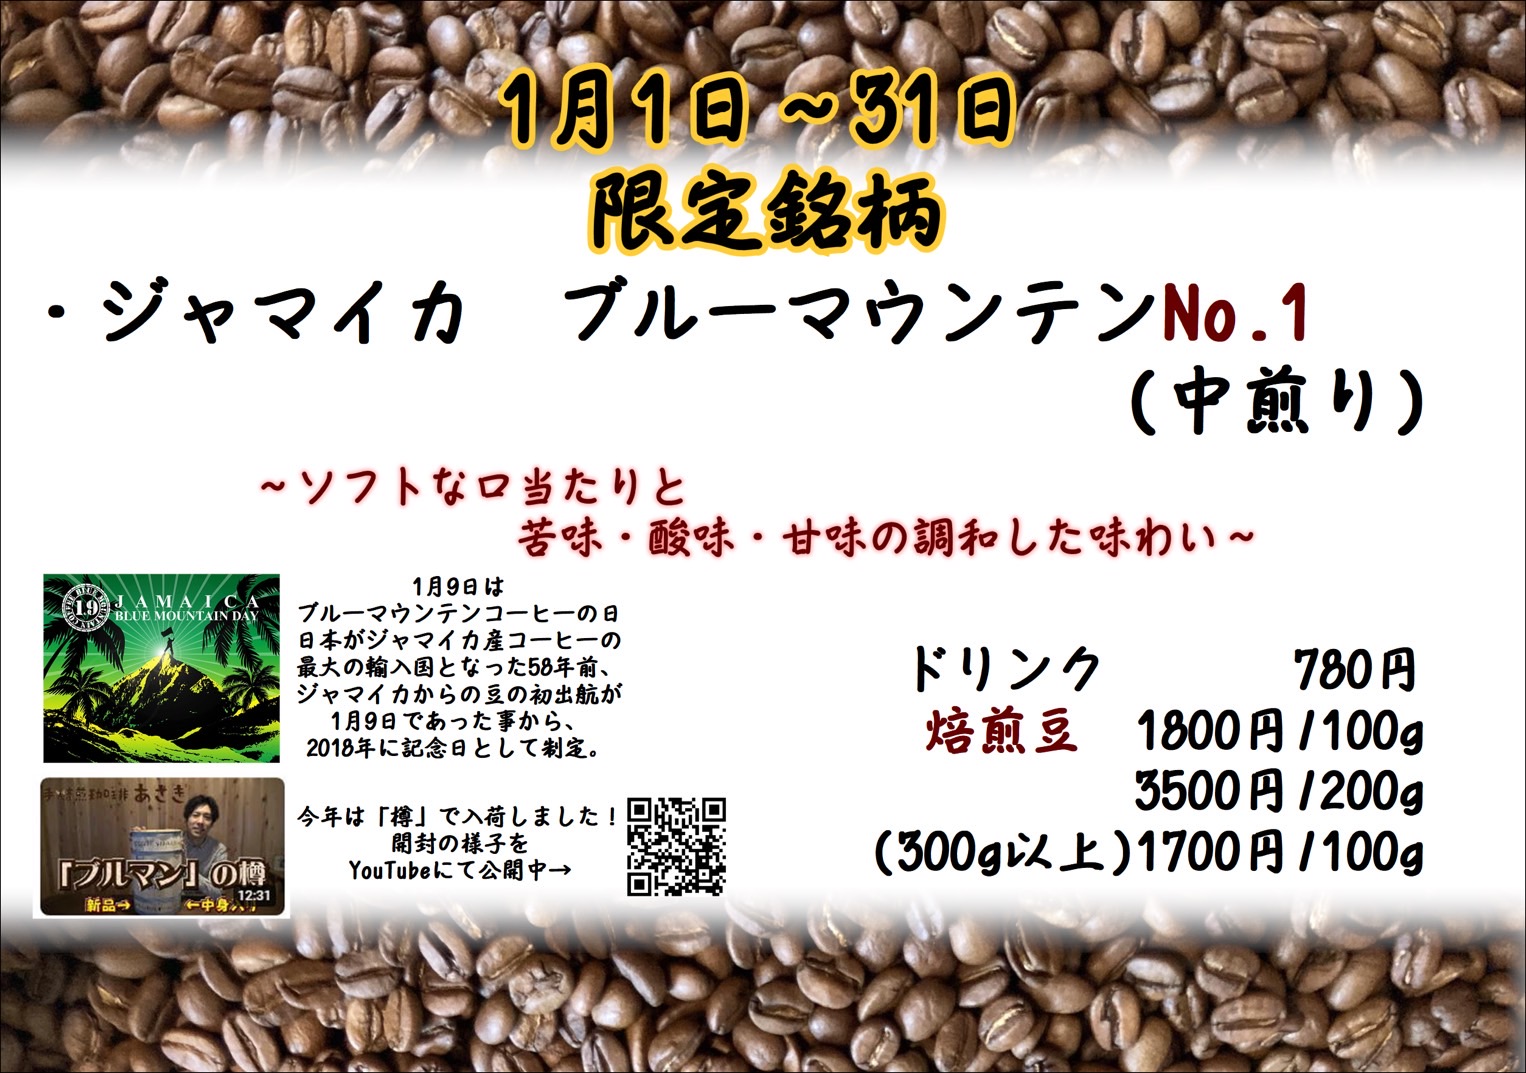 1月1日～31日
限定銘柄
・ジャマイカ　ブルーマウンテンNo.1
(中煎り)
～ソフトな口当たりと
苦味・酸味・甘味の調和した味わい～
19
JAMAICA
BLUE MOUNTAIN DAY
1月9日は
ブルーマウンテンコーヒーの日
日本がジャマイカ産コーヒーの
最大の輸入国となった58年前、
ジャマイカからの豆の初出航が
1月9日であった事から、
2018年に記念日として制定。
ドリンク 780円
焙煎豆 1800円/100g
3500円/200g
(300g以上)1700円/100g
あさぎ
「ブルマン」の樽
12:31
新品→ ←中身
今年は「樽」で入荷しました！
開封の様子を
YouTubeにて公開中→